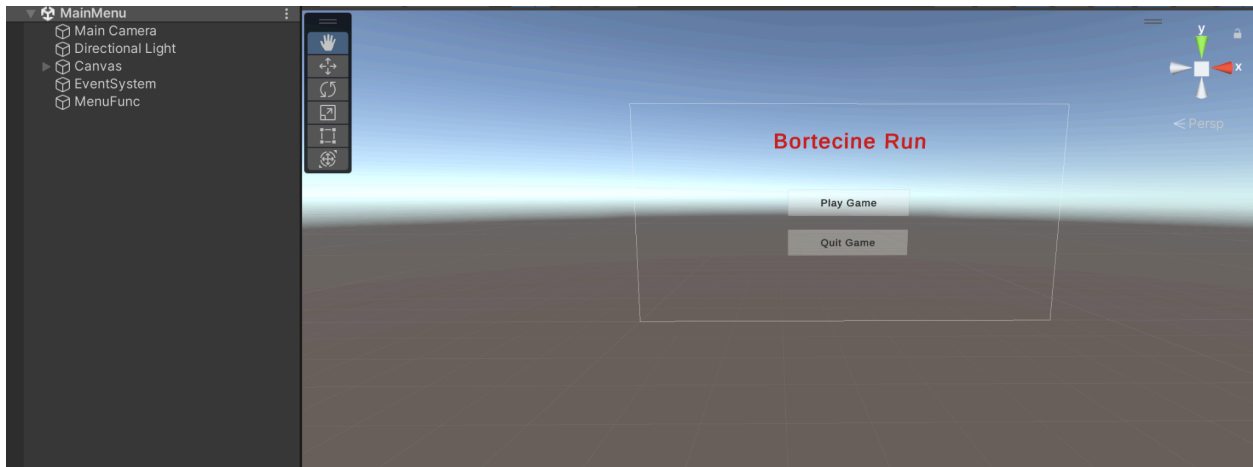 MainMenu
Main Camera
Directional Light
Canvas
EventSystem
MenuFunc
y
x
Persp
Bortecine Run
Play Game
Quit Game